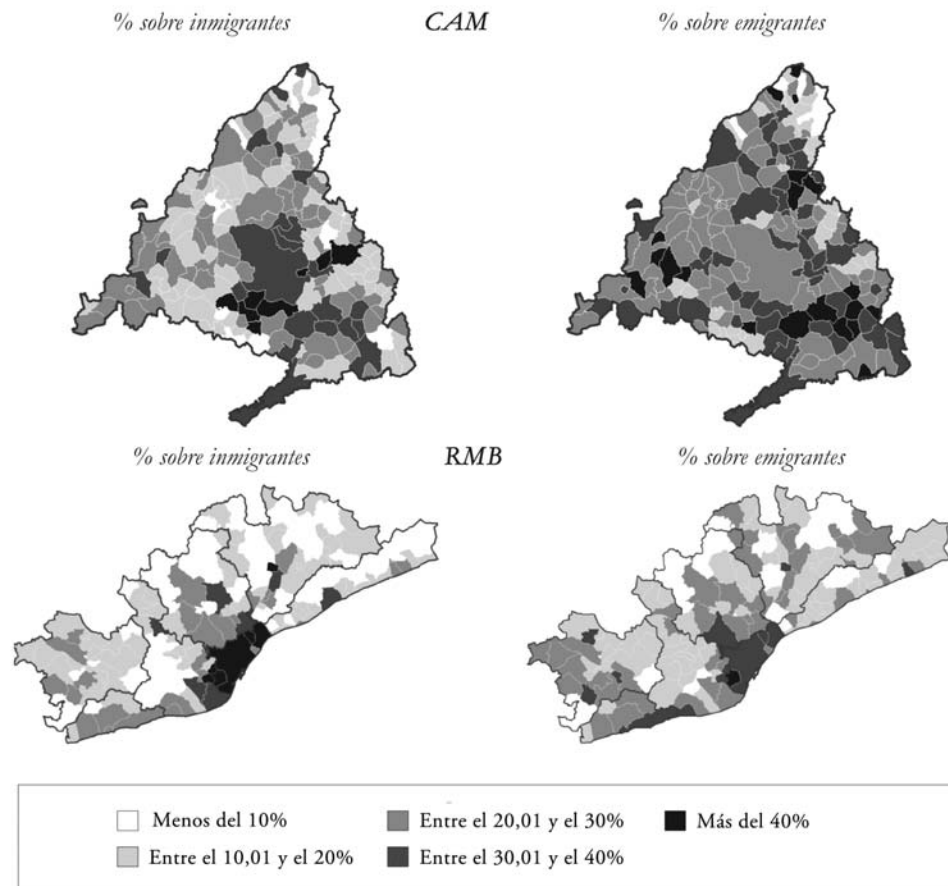 % sobre inmigrantes CAM % sobre emigrantes
% sobre inmigrantes RMB % sobre emigrantes
Menos del 10% Entre el 20,01 y el 30% Más del 40%
Entre el 10,01 y el 20% Entre el 30,01 y el 40%